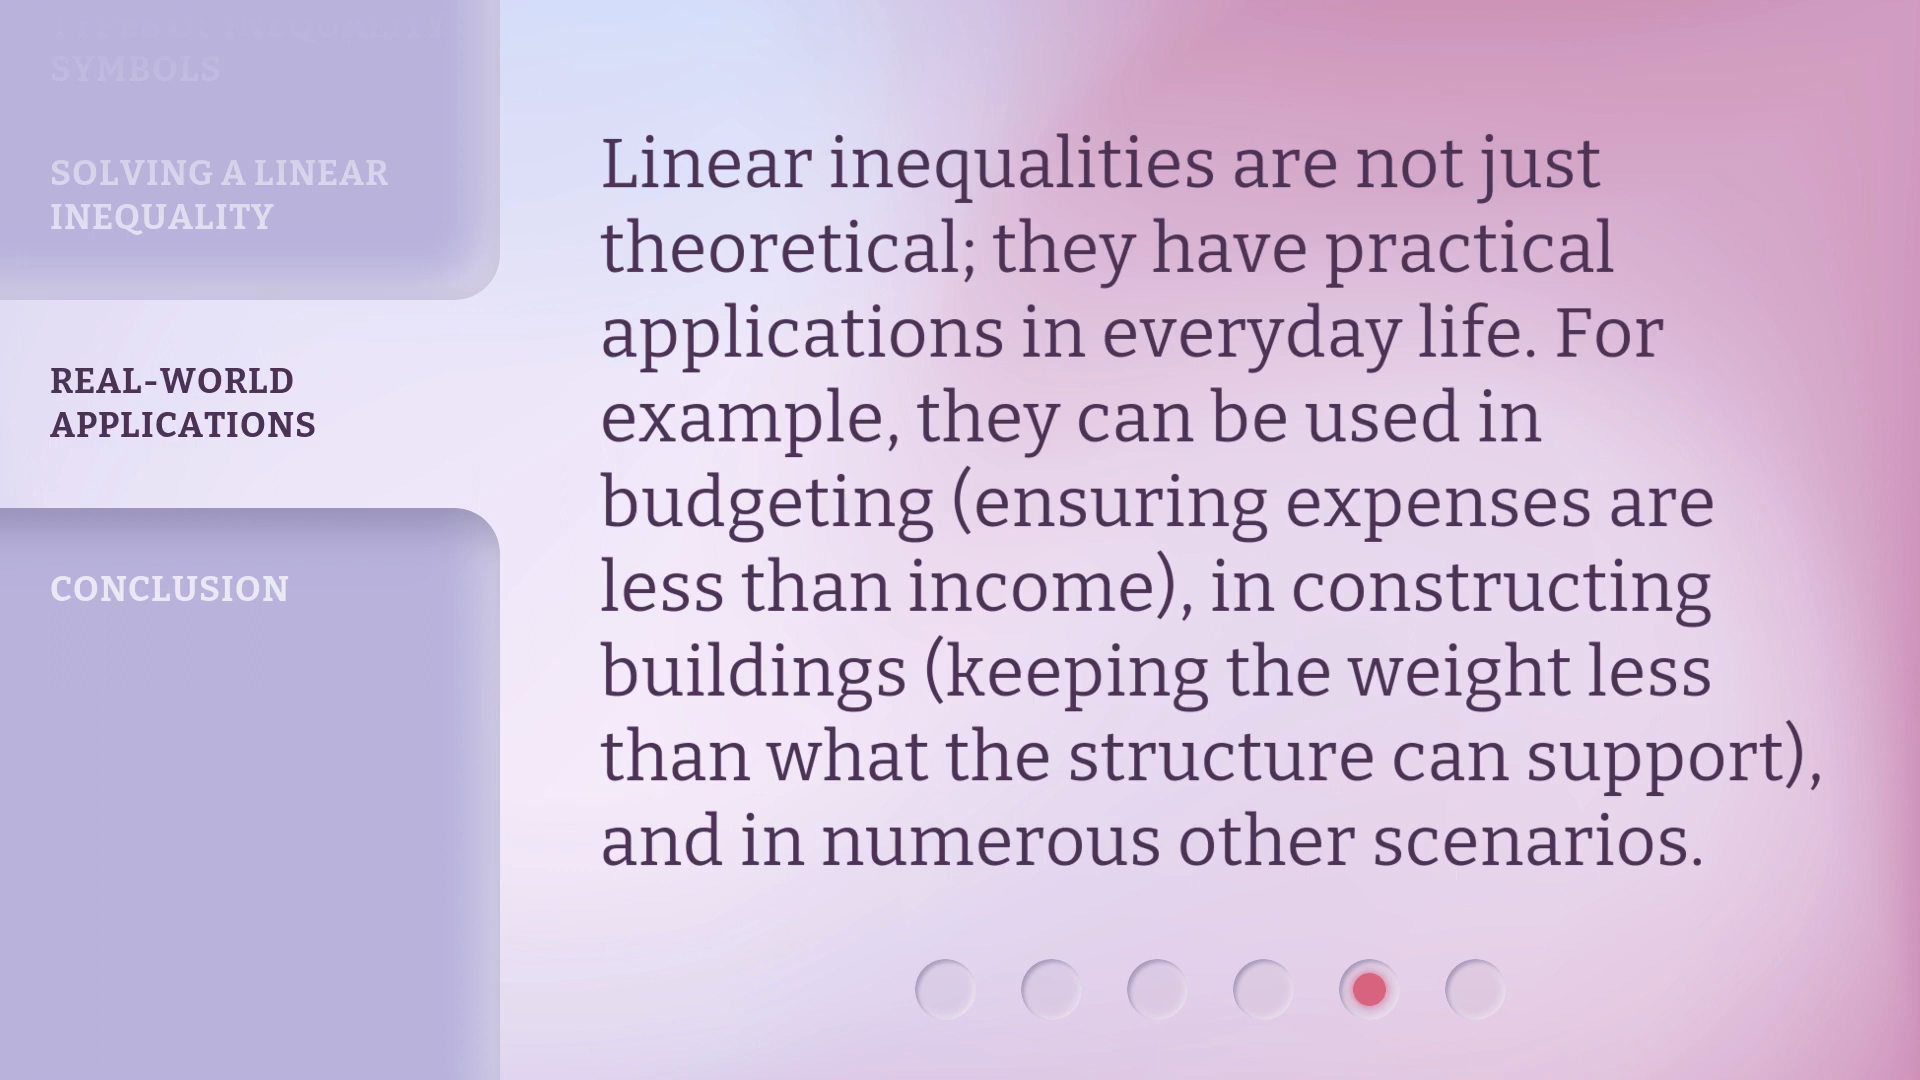 SYMBOLS
SOLVING A LINEAR
INEQUALITY
REAL-WORLD
APPLICATIONS
CONCLUSION
Linear inequalities are not just
theoretical; they have practical
applications in everyday life. For
example, they can be used in
budgeting (ensuring expenses are
less than income), in constructing
buildings (keeping the weight less
than what the structure can support),
and in numerous other scenarios.